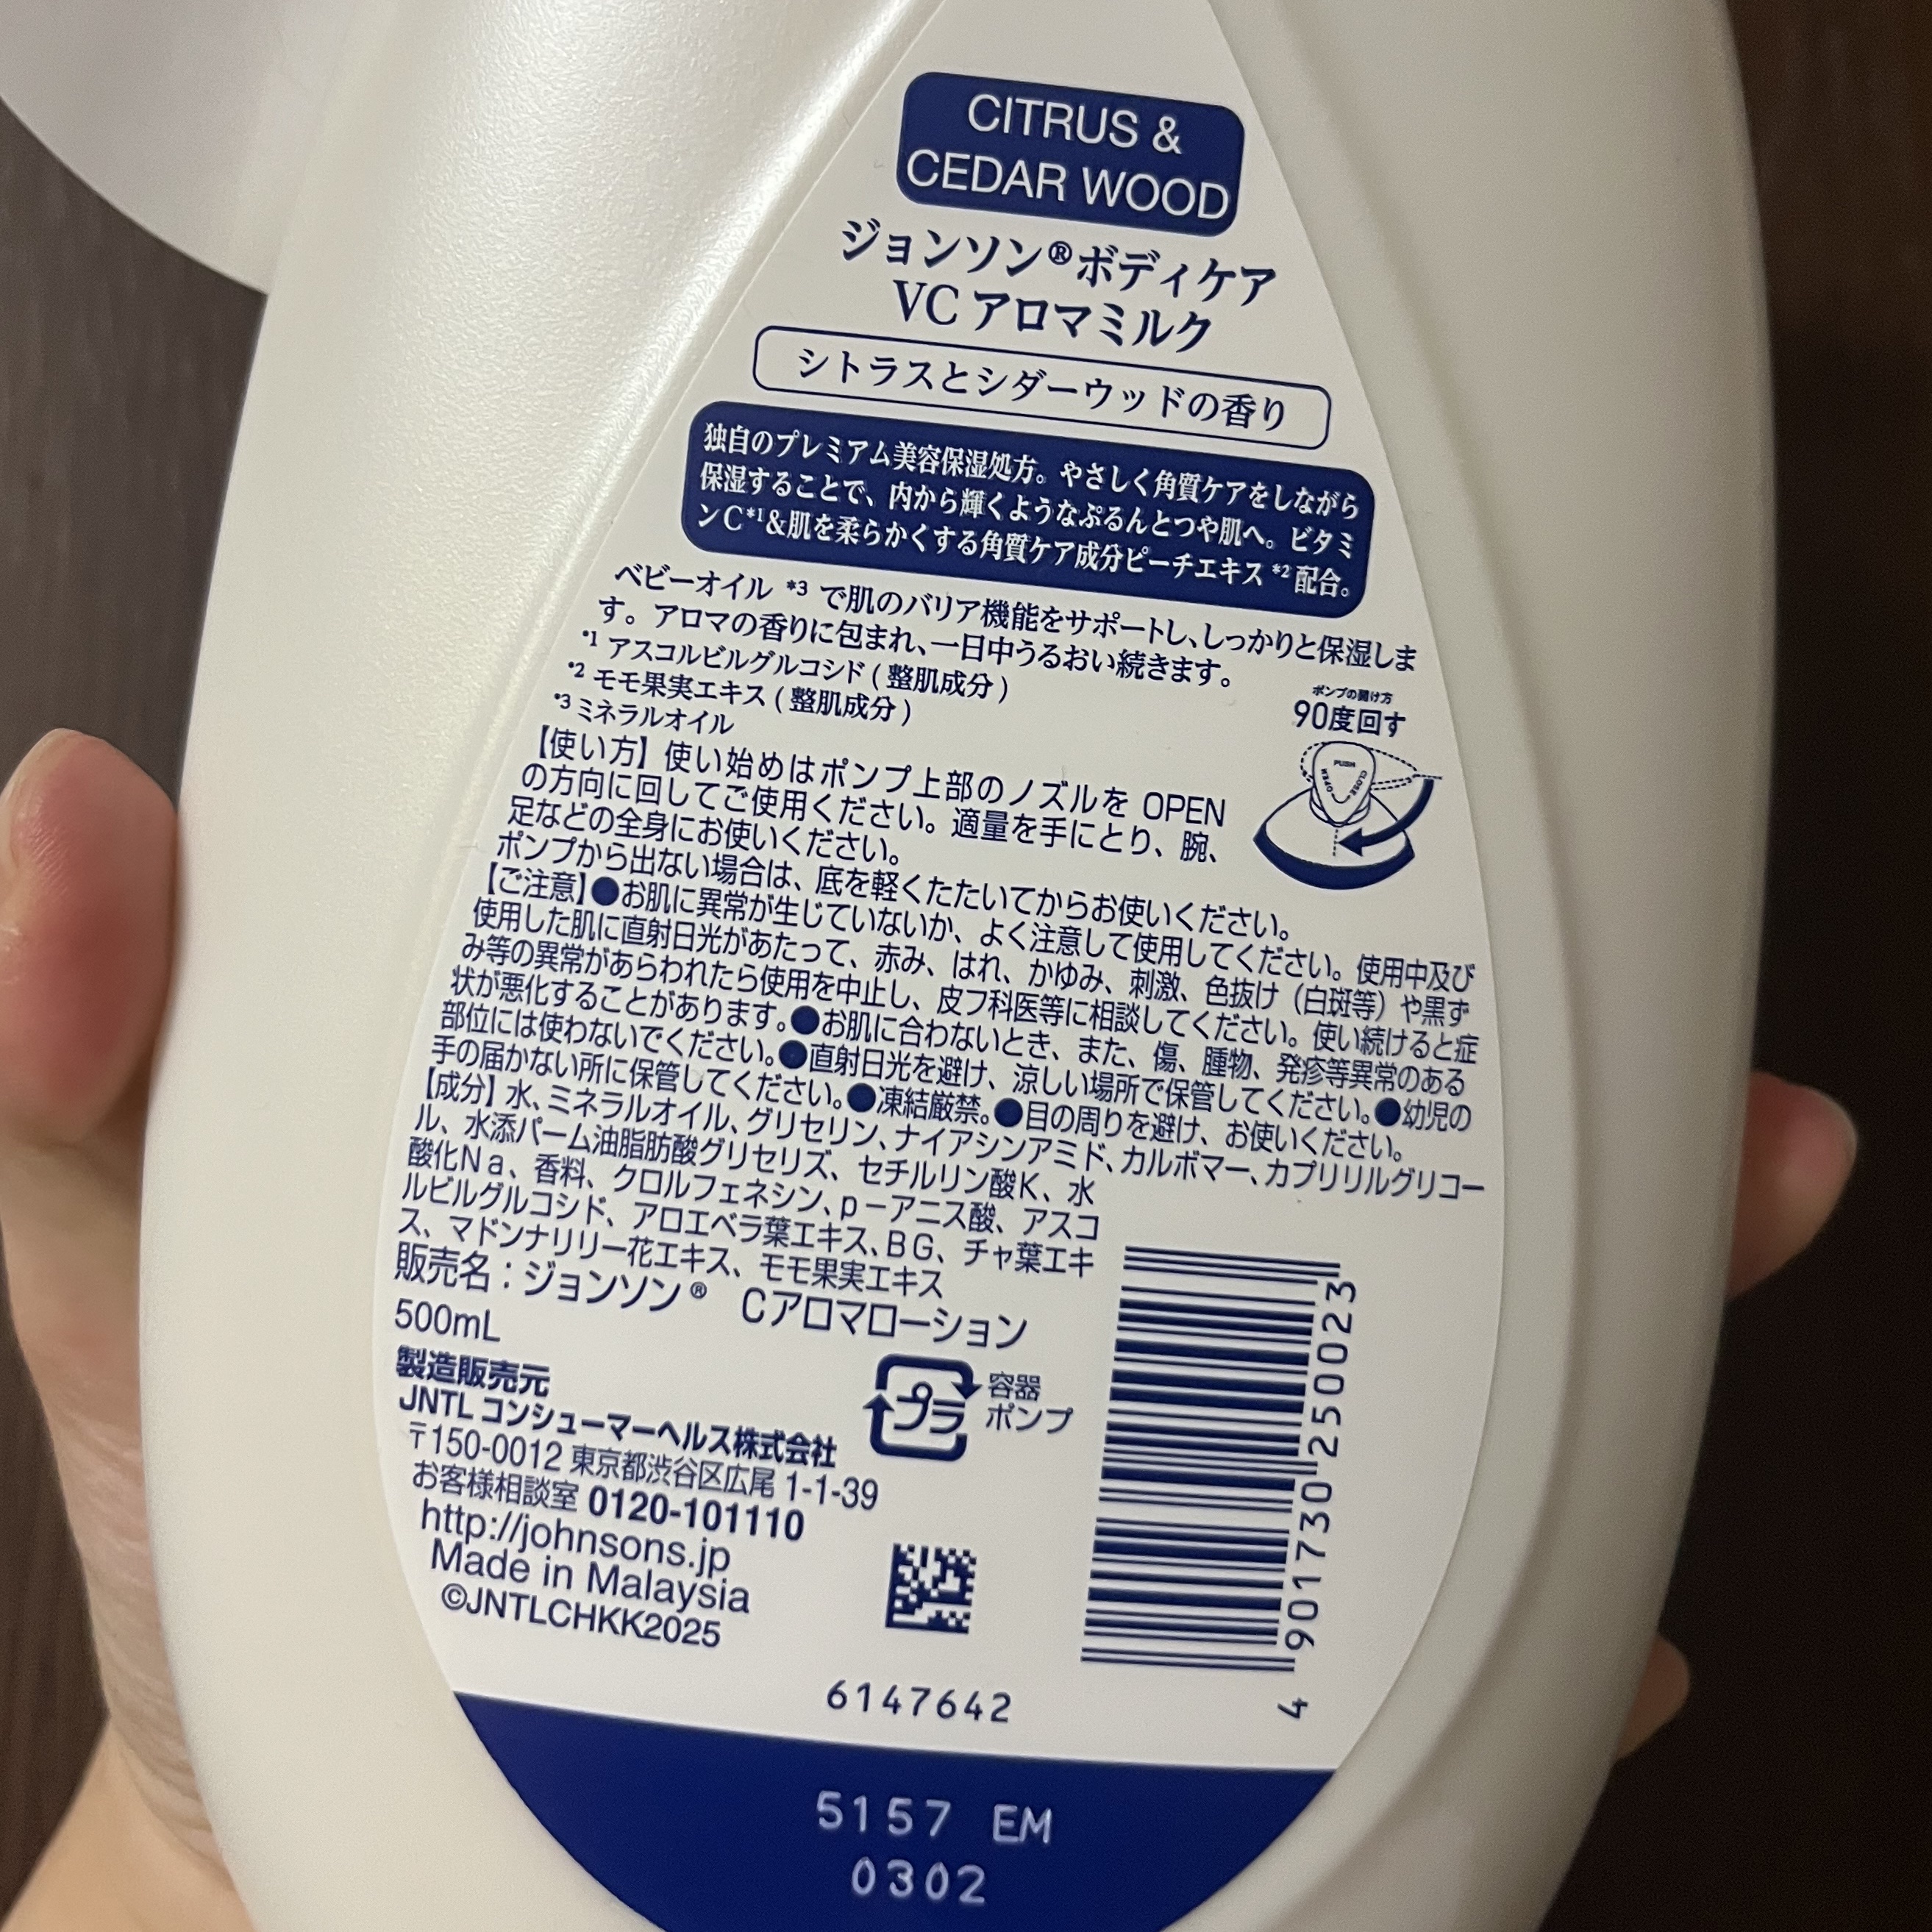 CITRUS &
CEDAR WOOD
ジョンソン®ボディケア
VC アロマミルク
シトラスとシダーウッドの香り
独自のプレミアム美容保湿処方。やさしく角質ケアをしながら
保湿することで、内から輝くようなぷるんとつや肌へ。ビタミ
ンC*1&肌を柔らかくする角質ケア成分ピーチエキス*2配合。
ベビーオイル*3で肌のバリア機能をサポートし、しっかりと保湿しま
す。アロマの香りに包まれ、一日中うるおい続きます。
*1 アスコルビルグルコシド(整肌成分)
*2 モモ果実エキス(整肌成分)
*3 ミネラルオイル
ポンプの開け方
90度回す
PUSH
OPEN
CLOSE
【使い方】使い始めはポンプ上部のノズルを OPEN
の方向に回してご使用ください。適量を手にとり、腕、
足などの全身にお使いください。
ポンプから出ない場合は、底を軽くたたいてからお使いください。
【ご注意】●お肌に異常が生じていないか、よく注意して使用してください。使用中及び
使用した肌に直射日光があたって、赤み、はれ、かゆみ、刺激、色抜け（白斑等）や黒ず
み等の異常があらわれたら使用を中止し、皮フ科医等に相談してください。使い続けると症
状が悪化することがあります。●お肌に合わないとき、また、傷、腫物、発疹等異常のある
部位には使わないでください。●直射日光を避け、涼しい場所で保管してください。●幼児の
手の届かない所に保管してください。●凍結厳禁。●目の周りを避け、お使いください。
【成分】水、ミネラルオイル、グリセリン、ナイアシンアミド、カルボマー、カプリリルグリコー
ル、水添パーム油脂肪酸グリセリズ、セチルリン酸K、水
酸化Na、香料、クロルフェネシン、p－アニス酸、アスコ
ルビルグルコシド、アロエベラ葉エキス、BG、チャ葉エキ
ス、マドンナリリー花エキス、モモ果実エキス
販売名：ジョンソン® Cアロマローション
500mL
製造販売元
JNTL コンシューマーヘルス株式会社
〒150-0012 東京都渋谷区広尾 1-1-39
お客様相談室 0120-101110
http://johnsons.jp
Made in Malaysia
©JNTLCHKK2025
プラ
容器
ポンプ
4 901730 250023
6147642
5157 EM
0302